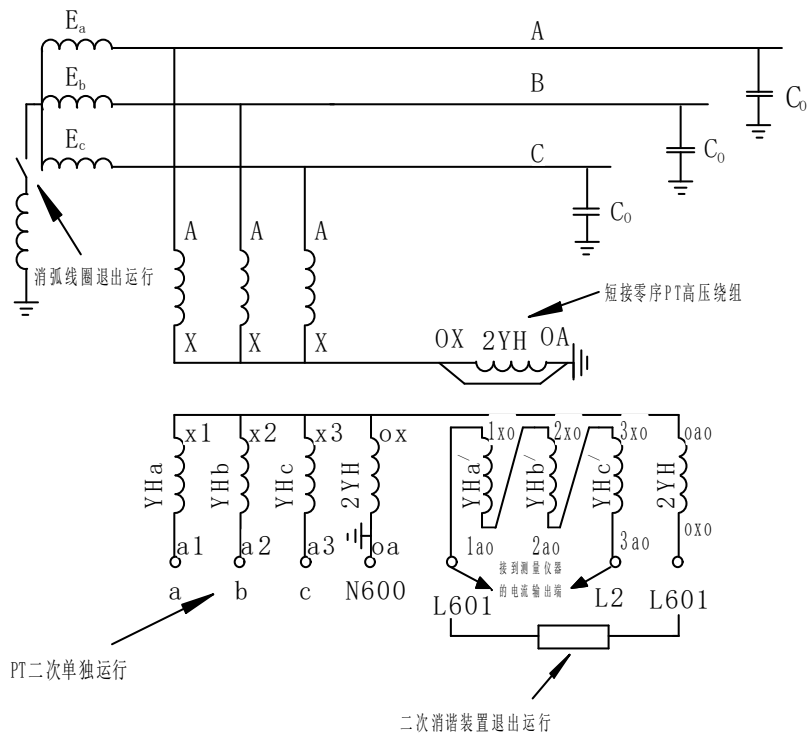 Ea
A
Eb
B
C0
Ec
C
C0
C0
A A A
消弧线圈退出运行
短接零序PT高压绕组
X X X
OX 2YH OA
x1 x2 x3 ox 1xo 2xo 3xo oao
YHa YHb YHc 2YH YHa′ YHb′ YHc′ 2YH
oxo
a1 a2 a3 oa 1ao 2ao 3ao
接到测量仪器
的电流输出端
a b c N600 L601 L2 L601
PT二次单独运行
二次消谐装置退出运行